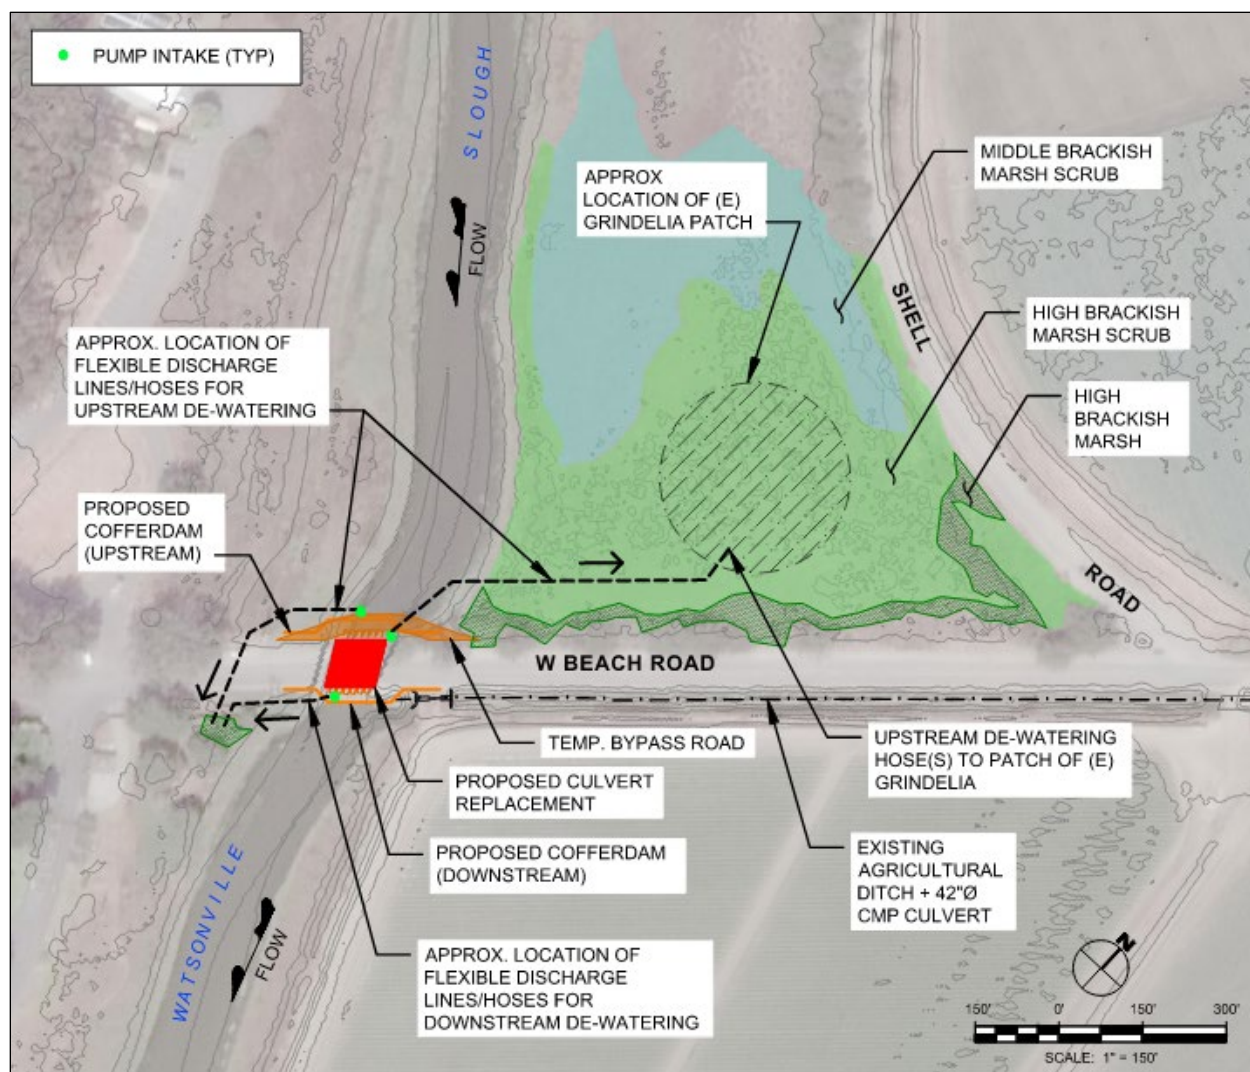 PUMP INTAKE (TYP)
SLOUGH
FLOW
APPROX
LOCATION OF (E)
GRINDELIA PATCH
MIDDLE BRACKISH
MARSH SCRUB
SHELL
HIGH BRACKISH
MARSH SCRUB
APPROX. LOCATION OF
FLEXIBLE DISCHARGE
LINES/HOSES FOR
UPSTREAM DE-WATERING
HIGH
BRACKISH
MARSH
PROPOSED
COFFERDAM
(UPSTREAM)
ROAD
W BEACH ROAD
TEMP. BYPASS ROAD
UPSTREAM DE-WATERING
HOSE(S) TO PATCH OF (E)
GRINDELIA
PROPOSED CULVERT
REPLACEMENT
PROPOSED COFFERDAM
(DOWNSTREAM)
EXISTING
AGRICULTURAL
DITCH + 42"Ø
CMP CULVERT
WATSONVILLE
FLOW
APPROX. LOCATION OF
FLEXIBLE DISCHARGE
LINES/HOSES FOR
DOWNSTREAM DE-WATERING
N
150' 0' 150' 300'
SCALE: 1" = 150'